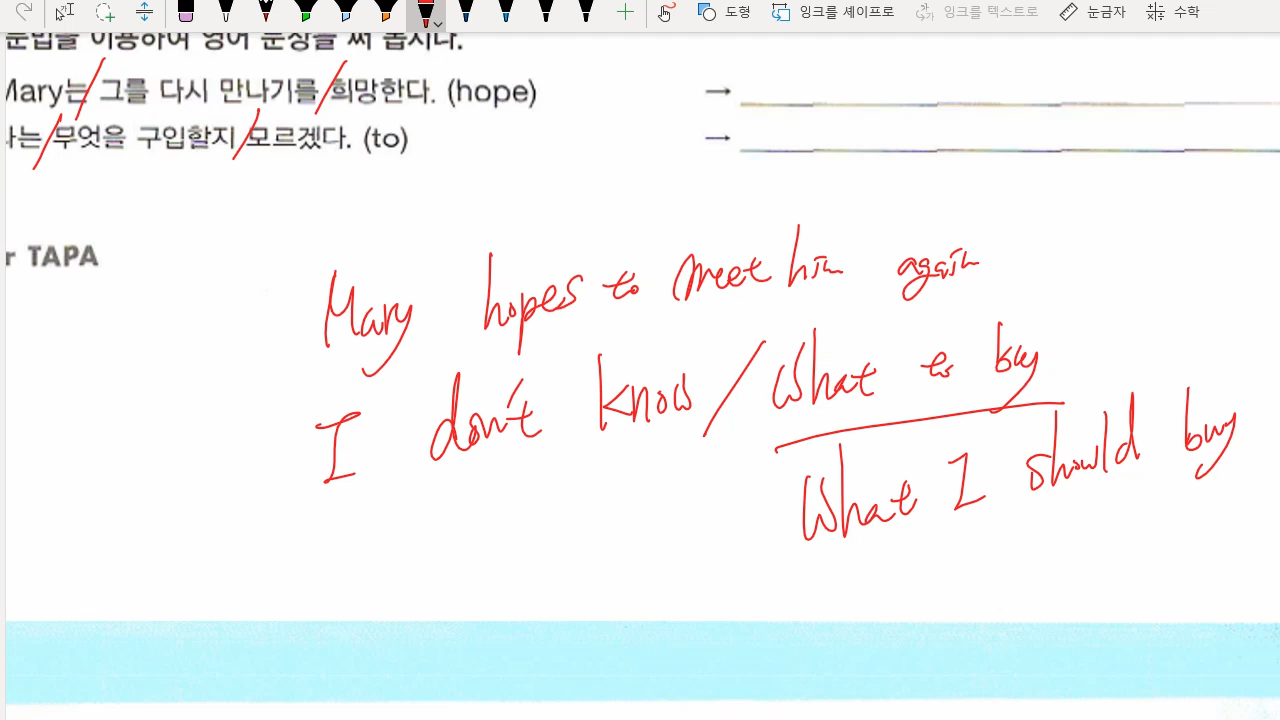 도형 잉크를 셰이프로 잉크를 텍스트로 눈금자 수학
이용하여 영어 문장을 써 봅시다.
Mary는 그를 다시 만나기를 희망한다. (hope) →
나는 무엇을 구입할지 모르겠다. (to) →
r TAPA
Mary hopes to meet him again
I don't know / What to buy
What I should buy